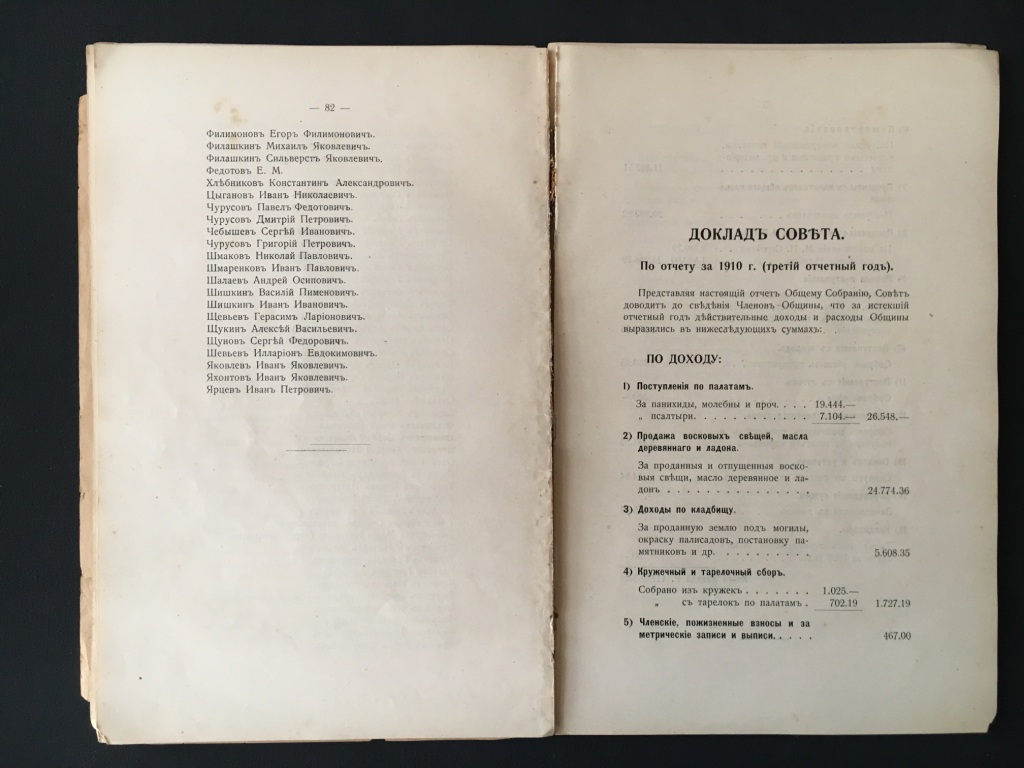 — 82 —
Филимоновъ Егоръ Филимоновичъ.
Филашкинъ Михаилъ Яковлевичъ.
Филашкинъ Сильверстъ Яковлевичъ.
Федотовъ Е. М.
Хлѣбниковъ Константинъ Александровичъ.
Цыгановъ Иванъ Николаевичъ.
Чурусовъ Павелъ Федотовичъ.
Чурусовъ Дмитрій Петровичъ.
Чебышевъ Сергѣй Ивановичъ.
Чурусовъ Григорій Петровичъ.
Шмаковъ Николай Павловичъ.
Шмаренковъ Иванъ Павловичъ.
Шалаевъ Андрей Осиповичъ.
Шишкинъ Василій Пименовичъ.
Шишкинъ Иванъ Ивановичъ.
Щевьевъ Герасимъ Ларіоновичъ.
Щукинъ Алексѣй Васильевичъ.
Щуновъ Сергѣй Федоровичъ.
Шевьевъ Илларіонъ Евдокимовичъ.
Яковлевъ Иванъ Яковлевичъ.
Яхонтовъ Иванъ Яковлевичъ.
Ярцевъ Иванъ Петровичъ.
ДОКЛАДЪ СОВѢТА.
По отчету за 1910 г. (третій отчетный годъ).
Представляя настоящій отчетъ Общему Собранію, Совѣтъ
доводитъ до свѣдѣнія Членовъ Общины, что за истекшій
отчетный годъ дѣйствительные доходы и расходы Общины
выразились въ нижеслѣдующихъ суммахъ:
ПО ДОХОДУ:
1) Поступленія по палатамъ.
За панихиды, молебны и проч. . . . 19.444.—
„ псалтыри. . . . . . . . . . . . 7.104.— 26.548.—
2) Продажа восковыхъ свѣщей, масла
деревяннаго и ладона.
За проданныя и отпущенныя воско-
выя свѣщи, масло деревянное и ла-
донъ . . . . . . . . . . . . . . . 24.774.36
3) Доходы по кладбищу.
За проданную землю подъ могилы,
окраску палисадовъ, постановку па-
мятниковъ и др. . . . . . . . . . 5.608.35
4) Кружечный и тарелочный сборъ.
Собрано изъ кружекъ . . . . . . . 1.025.—
„ съ тарелокъ по палатамъ . 702.19 1.727.19
5) Членскіе, пожизненные взносы и за
метрическіе записи и выписи. . . . . 467.00